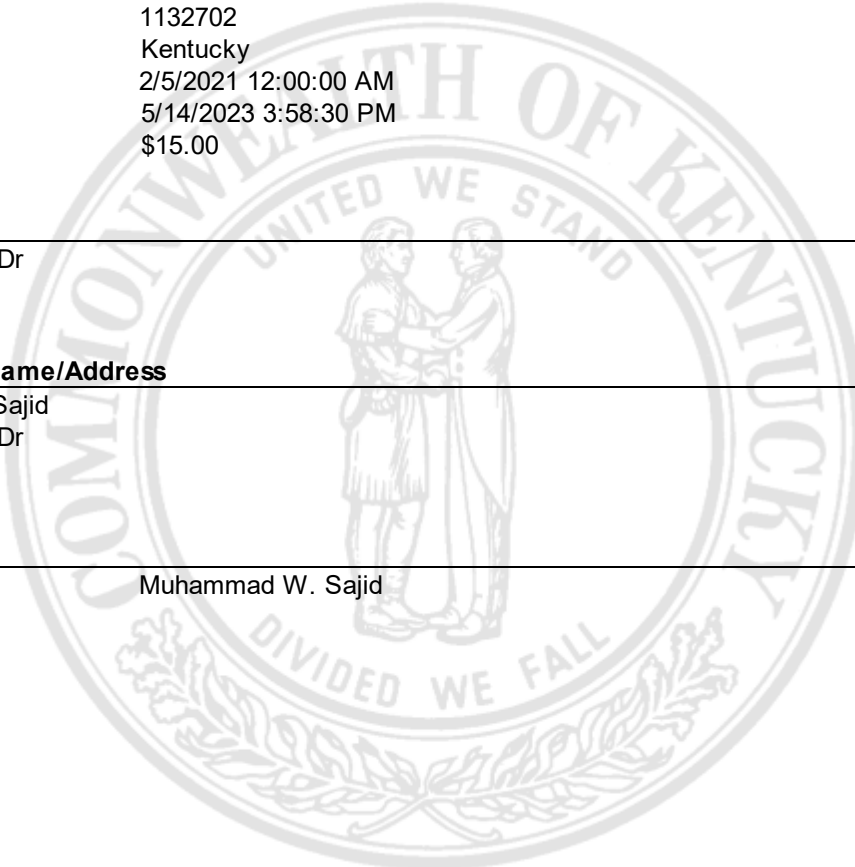 1132702
Kentucky
2/5/2021 12:00:00 AM
5/14/2023 3:58:30 PM
$15.00
COMMONWEALTH OF KENTUCKY
UNITED WE STAND
Dr
ame/Address
Sajid
Dr
Muhammad W. Sajid
DIVIDED WE FALL